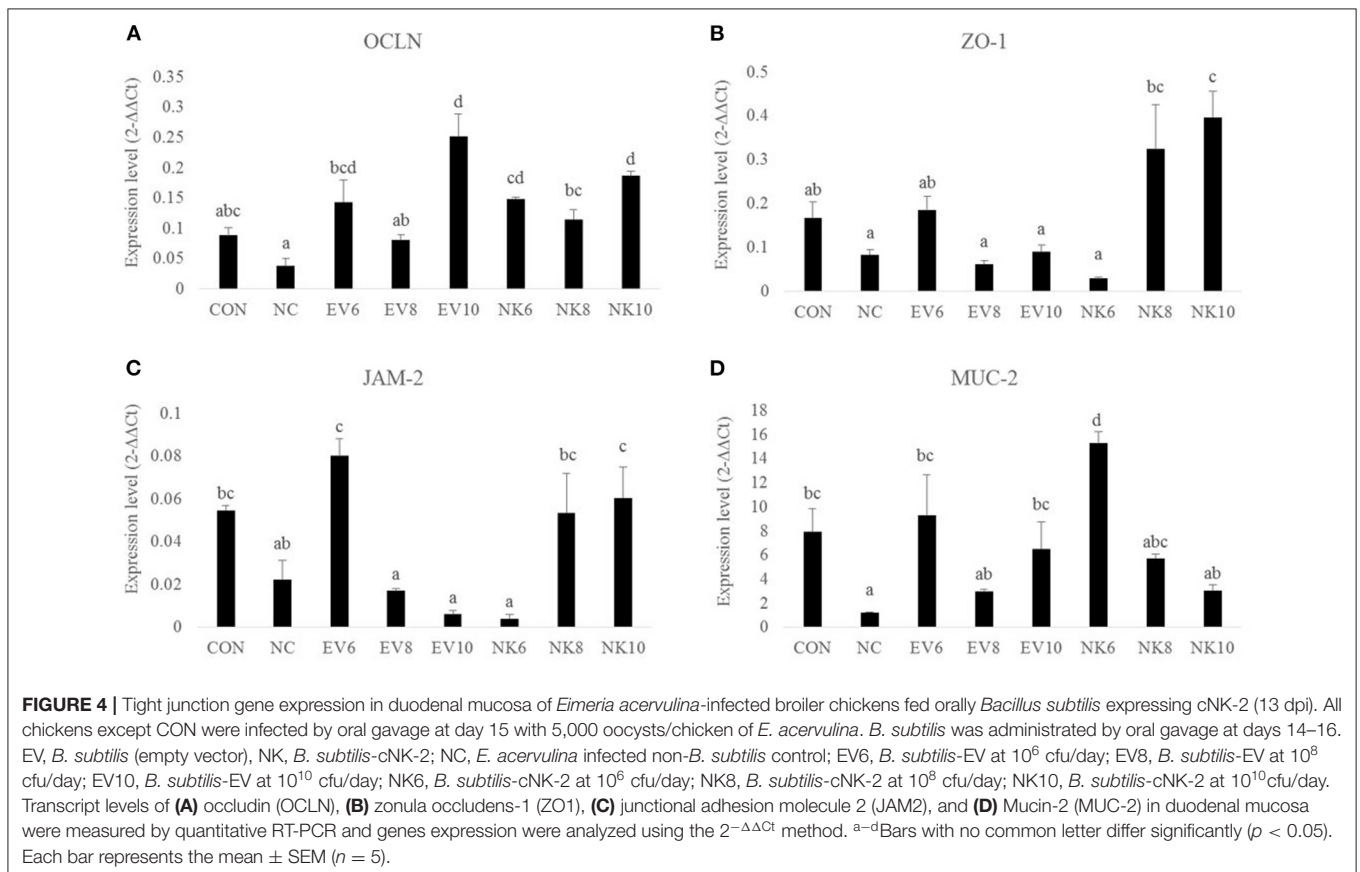 A
OCLN
Expression level (2-ΔΔCt)
0.35
0.3
0.25
0.2
0.15
0.1
0.05
0
abc
a
bcd
ab
d
cd
bc
d
CON NC EV6 EV8 EV10 NK6 NK8 NK10
B
ZO-1
Expression level (2-ΔΔCt)
0.5
0.4
0.3
0.2
0.1
0
ab
a
ab
a
a
a
bc
c
CON NC EV6 EV8 EV10 NK6 NK8 NK10
C
JAM-2
Expression level (2-ΔΔCt)
0.1
0.08
0.06
0.04
0.02
0
bc
ab
c
a
a
a
bc
c
CON NC EV6 EV8 EV10 NK6 NK8 NK10
D
MUC-2
Expression level (2-ΔΔCt)
18
16
14
12
10
8
6
4
2
0
bc
a
bc
ab
bc
d
abc
ab
CON NC EV6 EV8 EV10 NK6 NK8 NK10
FIGURE 4 | Tight junction gene expression in duodenal mucosa of Eimeria acervulina-infected broiler chickens fed orally Bacillus subtilis expressing cNK-2 (13 dpi). All
chickens except CON were infected by oral gavage at day 15 with 5,000 oocysts/chicken of E. acervulina. B. subtilis was administrated by oral gavage at days 14–16.
EV, B. subtilis (empty vector), NK, B. subtilis-cNK-2; NC, E. acervulina infected non-B. subtilis control; EV6, B. subtilis-EV at 10⁶ cfu/day; EV8, B. subtilis-EV at 10⁸
cfu/day; EV10, B. subtilis-EV at 10¹⁰ cfu/day; NK6, B. subtilis-cNK-2 at 10⁶ cfu/day; NK8, B. subtilis-cNK-2 at 10⁸ cfu/day; NK10, B. subtilis-cNK-2 at 10¹⁰cfu/day.
Transcript levels of (A) occludin (OCLN), (B) zonula occludens-1 (ZO1), (C) junctional adhesion molecule 2 (JAM2), and (D) Mucin-2 (MUC-2) in duodenal mucosa
were measured by quantitative RT-PCR and genes expression were analyzed using the 2⁻ΔΔCt method. ᵃ⁻ᵈBars with no common letter differ significantly (p < 0.05).
Each bar represents the mean ± SEM (n = 5).